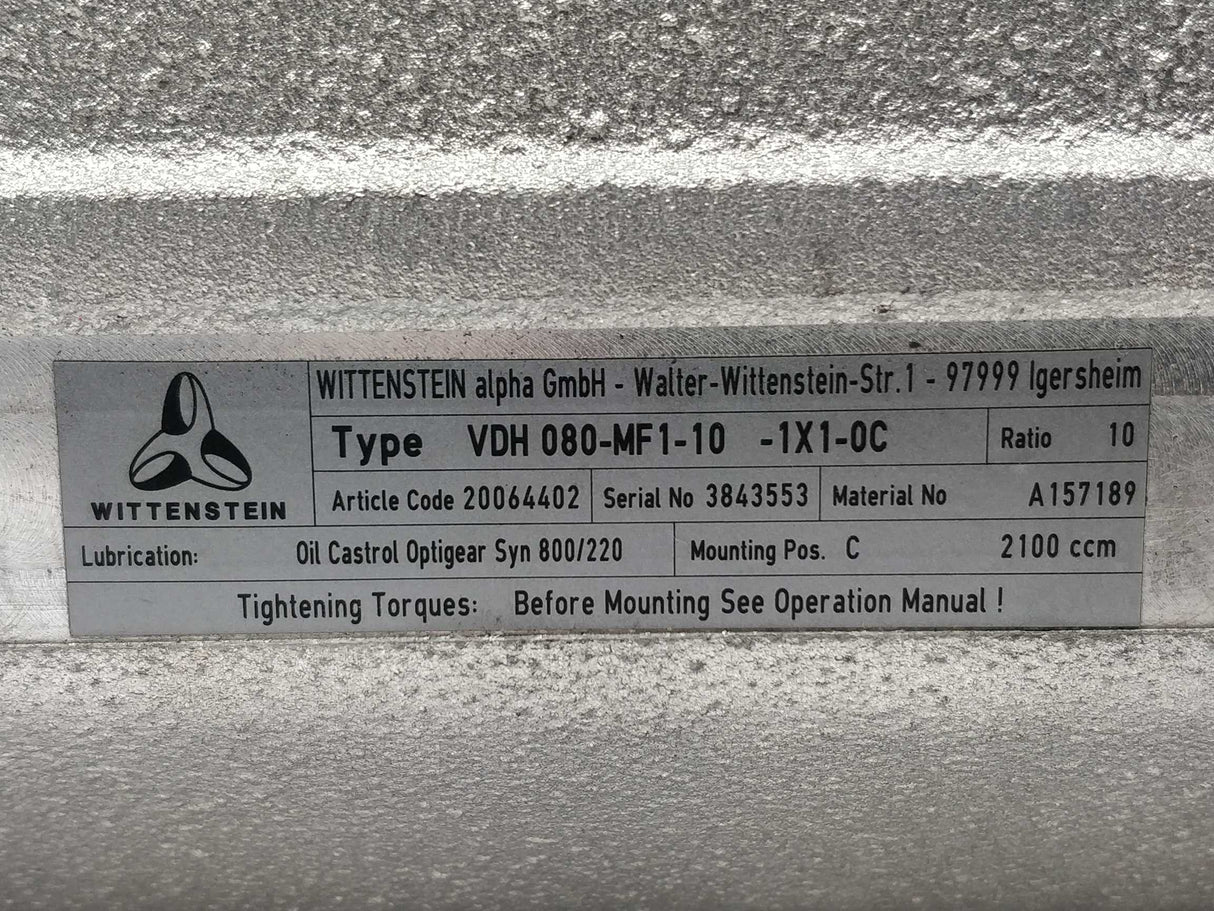 WITTENSTEIN alpha GmbH - Walter-Wittenstein-Str.1 - 97999 Igersheim
Type VDH 080-MF1-10 -1X1-0C Ratio 10
WITTENSTEIN
Article Code 20064402 Serial No 3843553 Material No A157189
Lubrication: Oil Castrol Optigear Syn 800/220 Mounting Pos. C 2100 ccm
Tightening Torques: Before Mounting See Operation Manual !